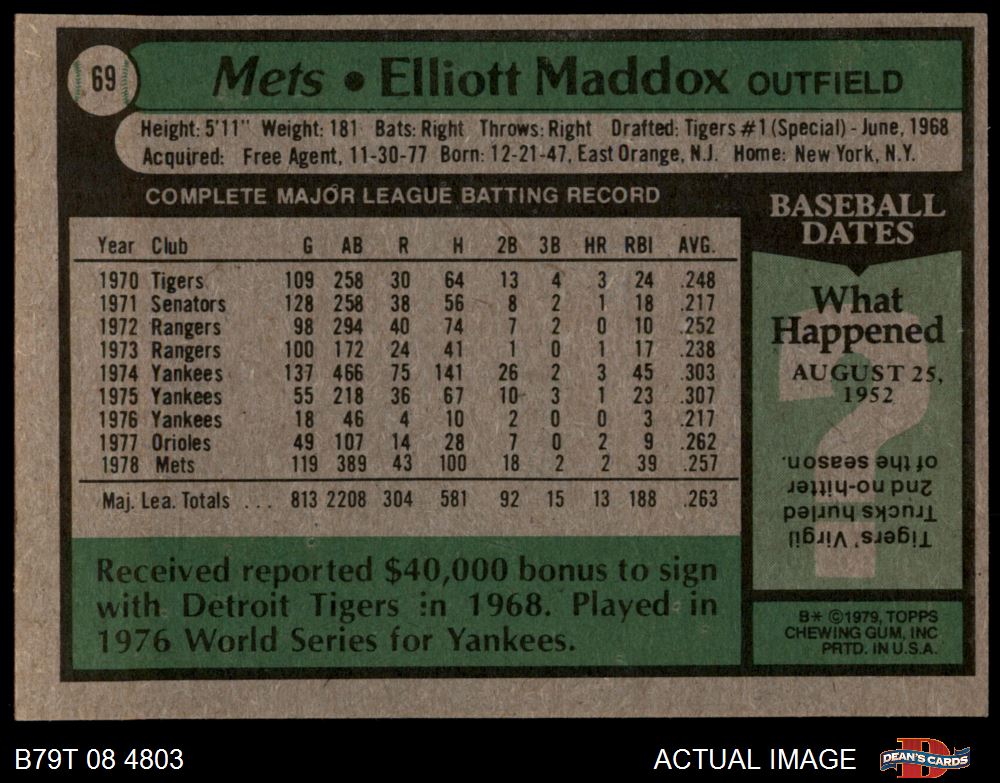 69
Mets • Elliott Maddox OUTFIELD
Height: 5'11" Weight: 181 Bats: Right Throws: Right Drafted: Tigers #1 (Special) - June, 1968
Acquired: Free Agent, 11-30-77 Born: 12-21-47, East Orange, N.J. Home: New York, N.Y.
COMPLETE MAJOR LEAGUE BATTING RECORD
Year Club G AB R H 2B 3B HR RBI AVG.
1970 Tigers 109 258 30 64 13 4 3 24 .248
1971 Senators 128 258 38 56 8 2 1 18 .217
1972 Rangers 98 294 40 74 7 2 0 10 .252
1973 Rangers 100 172 24 41 1 0 1 17 .238
1974 Yankees 137 466 75 141 26 2 3 45 .303
1975 Yankees 55 218 36 67 10 3 1 23 .307
1976 Yankees 18 46 4 10 2 0 0 3 .217
1977 Orioles 49 107 14 28 7 0 2 9 .262
1978 Mets 119 389 43 100 18 2 2 39 .257
Maj. Lea. Totals ... 813 2208 304 581 92 15 13 188 .263
Received reported $40,000 bonus to sign
with Detroit Tigers in 1968. Played in
1976 World Series for Yankees.
BASEBALL
DATES
What
Happened
AUGUST 25,
1952
?
Tigers' Virgil
Trucks hurled
2nd no-hitter
of the season.
B* ©1979, TOPPS
CHEWING GUM, INC
PRTD. IN U.S.A.
B79T 08 4803
ACTUAL IMAGE
DEAN'S CARDS